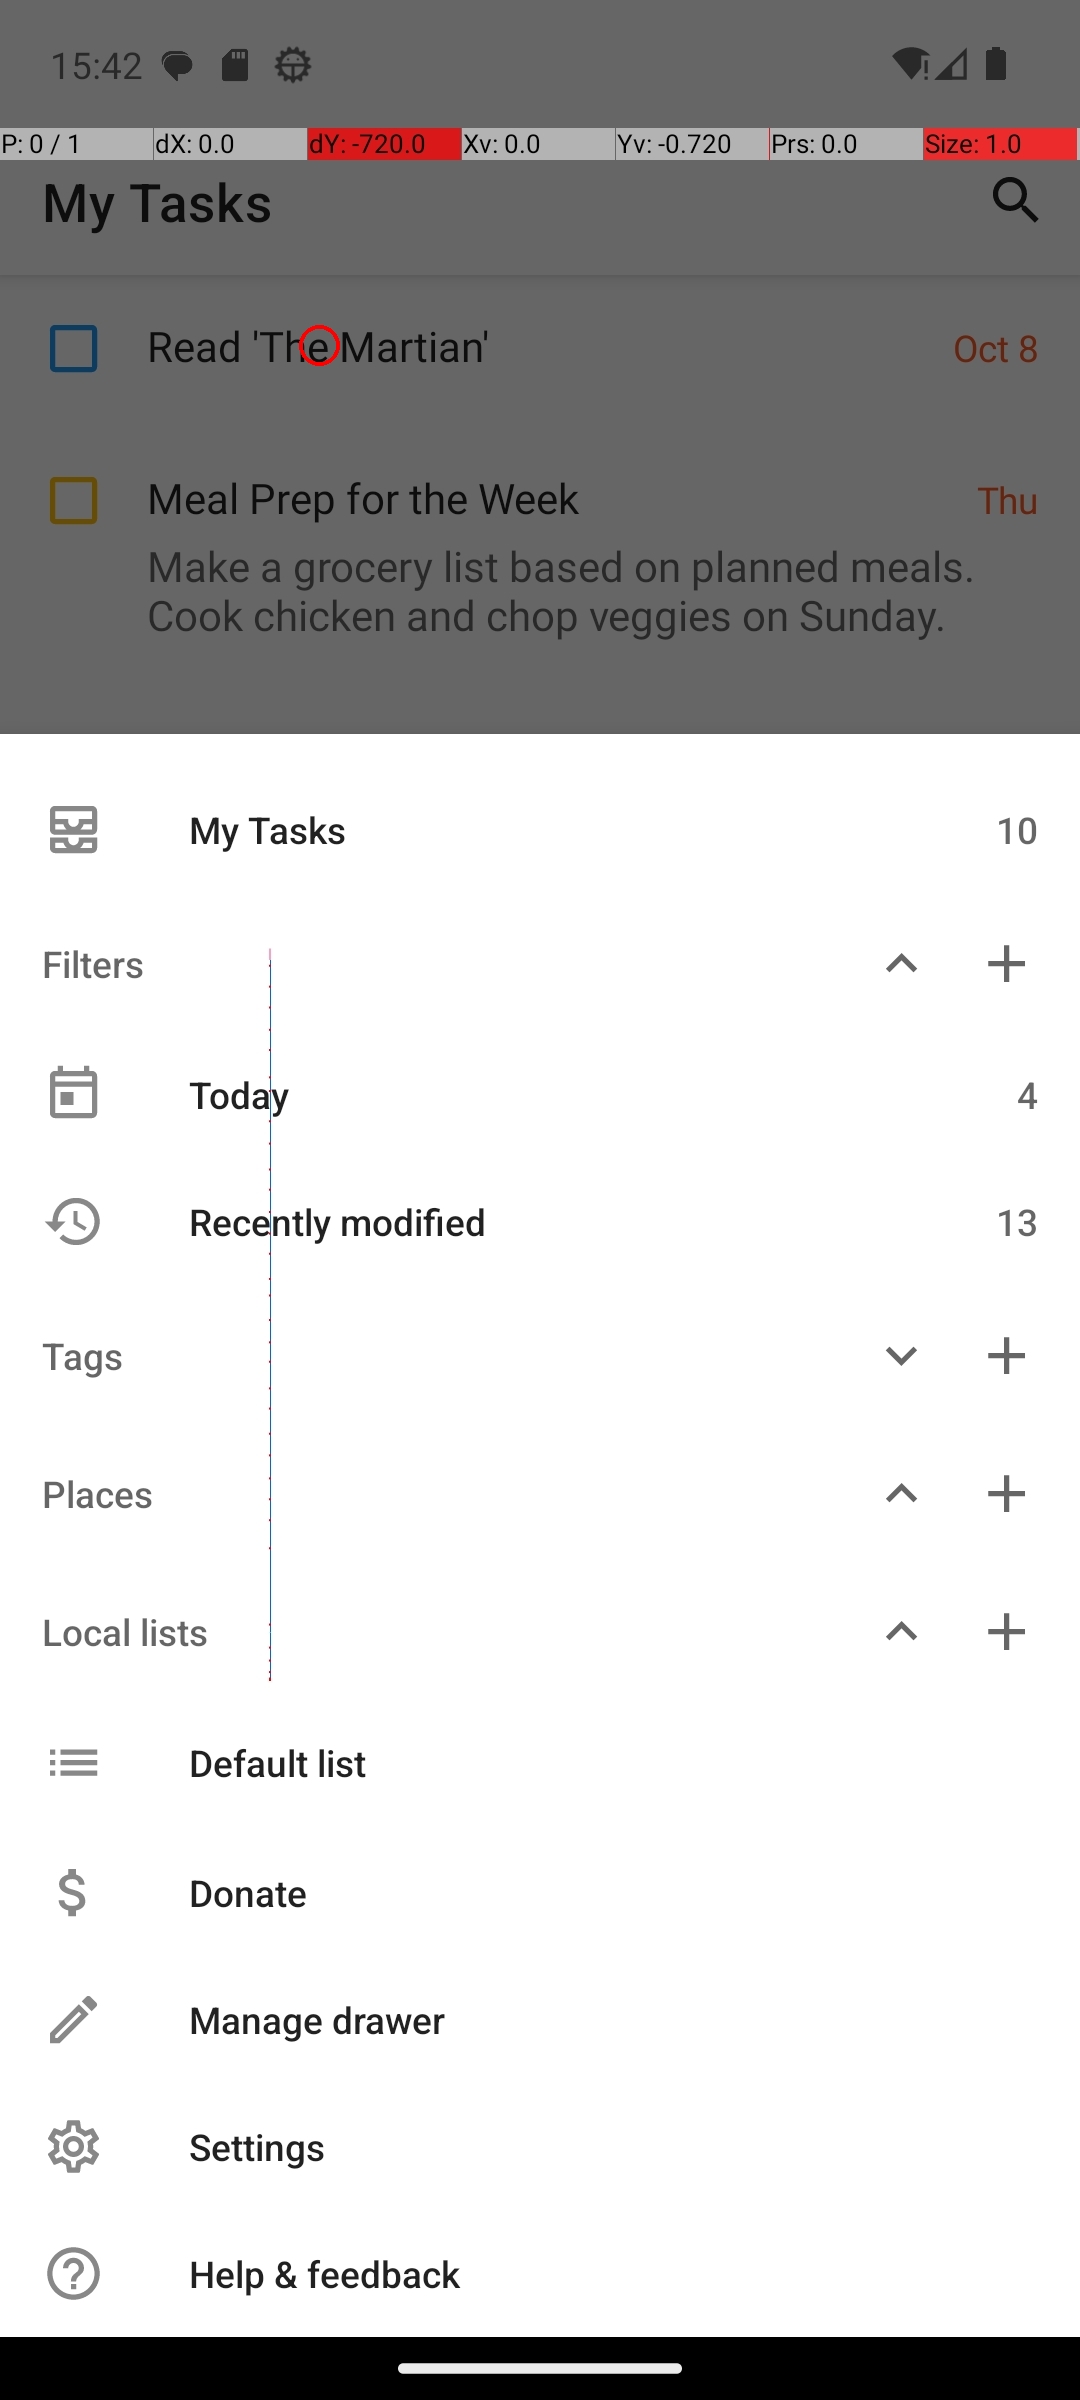 15:42
P: 0 / 1 dX: 0.0 dY: -720.0 Xv: 0.0 Yv: -0.720 Prs: 0.0 Size: 1.0
My Tasks
Read 'The Martian' Oct 8
Meal Prep for the Week Thu
Make a grocery list based on planned meals.
Cook chicken and chop veggies on Sunday.
My Tasks 10
Filters
Today 4
Recently modified 13
Tags
Places
Local lists
Default list
Donate
Manage drawer
Settings
Help & feedback